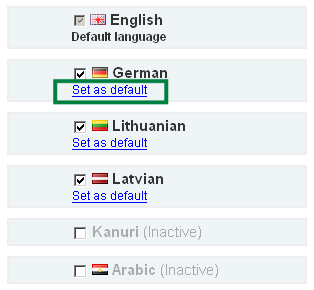 English
Default language
German
Set as default
Lithuanian
Set as default
Latvian
Set as default
Kanuri (Inactive)
Arabic (Inactive)